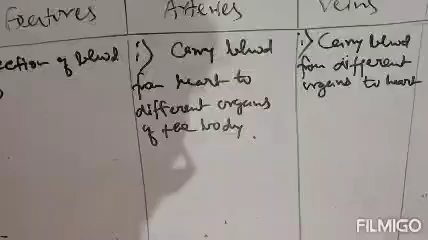 Features Arteries Veins
ection of blood
i) Carry blood
from heart to
different organs
of the body.
i) Carry blood
from different
organs to heart
FILMIGO